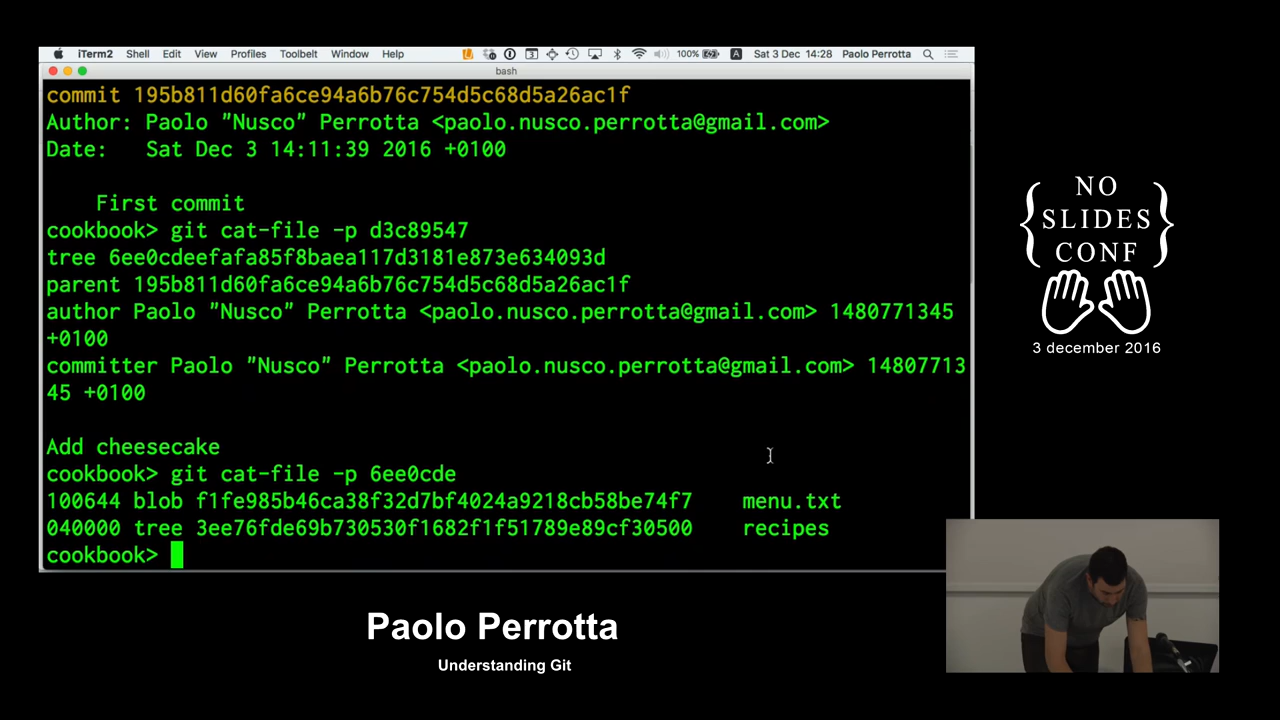 iTerm2 Shell Edit View Profiles Toolbelt Window Help 100% A Sat 3 Dec 14:28 Paolo Perrotta
bash
commit 195b811d60fa6ce94a6b76c754d5c68d5a26ac1f
Author: Paolo "Nusco" Perrotta <paolo.nusco.perrotta@gmail.com>
Date: Sat Dec 3 14:11:39 2016 +0100
First commit
cookbook> git cat-file -p d3c89547
tree 6ee0cdeefafa85f8baea117d3181e873e634093d
parent 195b811d60fa6ce94a6b76c754d5c68d5a26ac1f
author Paolo "Nusco" Perrotta <paolo.nusco.perrotta@gmail.com> 1480771345
+0100
committer Paolo "Nusco" Perrotta <paolo.nusco.perrotta@gmail.com> 14807713
45 +0100
Add cheesecake
cookbook> git cat-file -p 6ee0cde
100644 blob f1fe985b46ca38f32d7bf4024a9218cb58be74f7 menu.txt
040000 tree 3ee76fde69b730530f1682f1f51789e89cf30500 recipes
cookbook>
NO
SLIDES
CONF
3 december 2016
Paolo Perrotta
Understanding Git